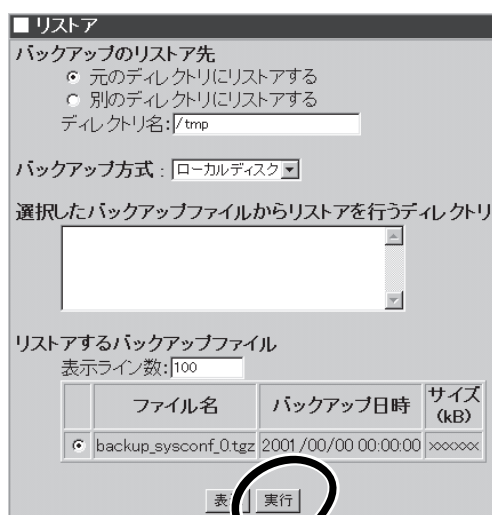 ■ リストア
バックアップのリストア先
元のディレクトリにリストアする
別のディレクトリにリストアする
ディレクトリ名:/tmp
バックアップ方式 : ローカルディスク
選択したバックアップファイルからリストアを行うディレクトリ
リストアするバックアップファイル
表示ライン数:100
ファイル名 バックアップ日時 サイズ(kB)
backup_sysconf_0.tgz 2001/00/00 00:00:00 xxxxxx
実行